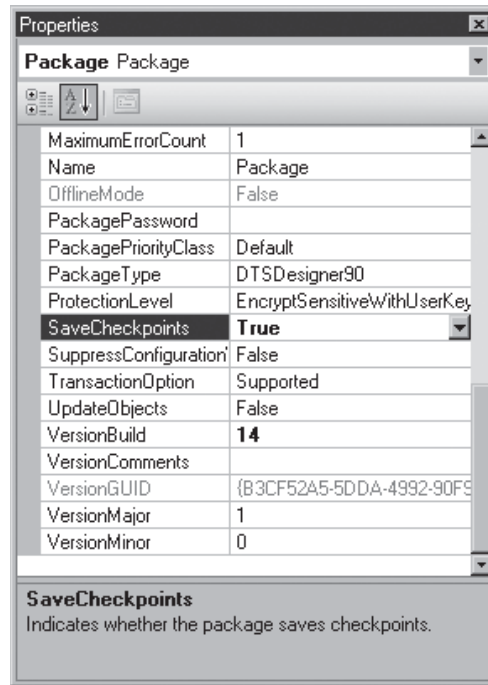 Properties
Package Package
MaximumErrorCount 1
Name Package
OfflineMode False
PackagePassword
PackagePriorityClass Default
PackageType DTSDesigner90
ProtectionLevel EncryptSensitiveWithUserKey
SaveCheckpoints True
SuppressConfiguration False
TransactionOption Supported
UpdateObjects False
VersionBuild 14
VersionComments
VersionGUID {B3CF52A5-5DDA-4992-90F9
VersionMajor 1
VersionMinor 0
SaveCheckpoints
Indicates whether the package saves checkpoints.